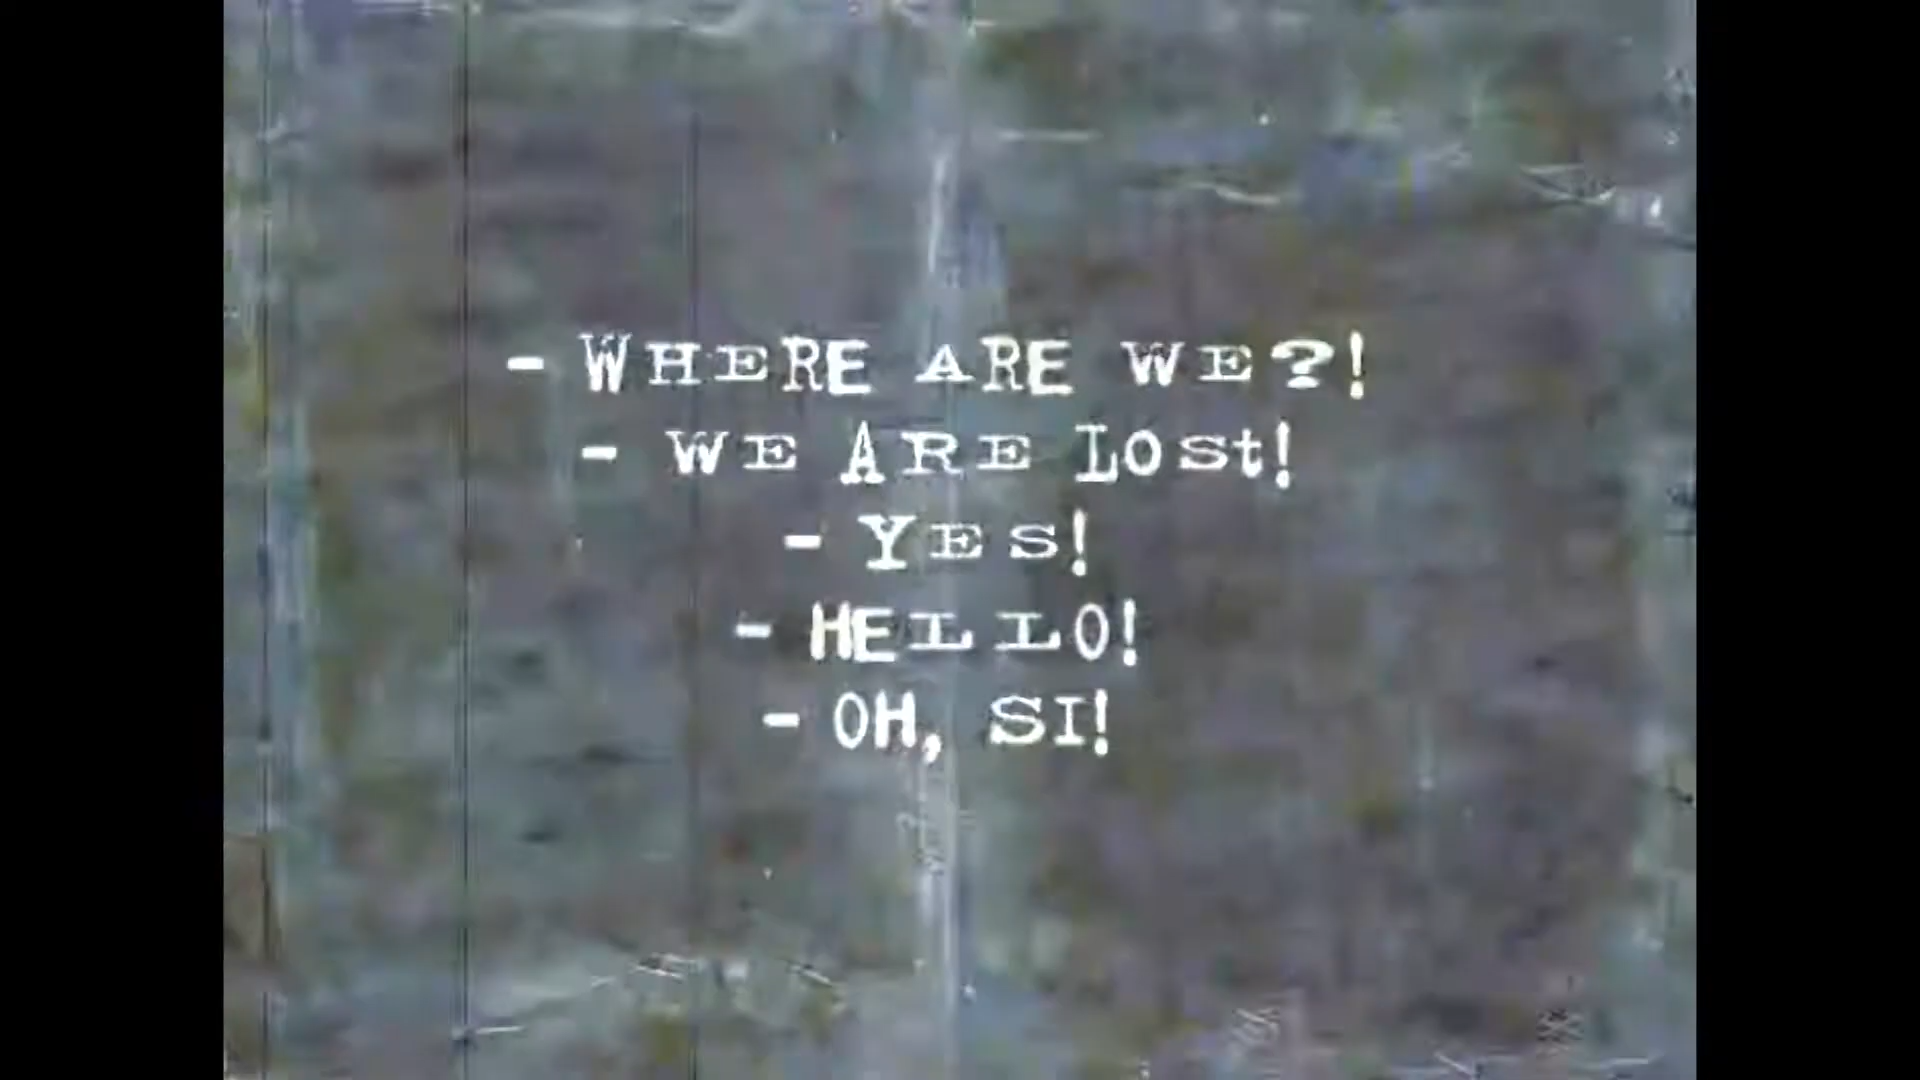 - WHERE ARE WE?!
- WE ARE LOSt!
- YES!
- HELLO!
- OH, SI!